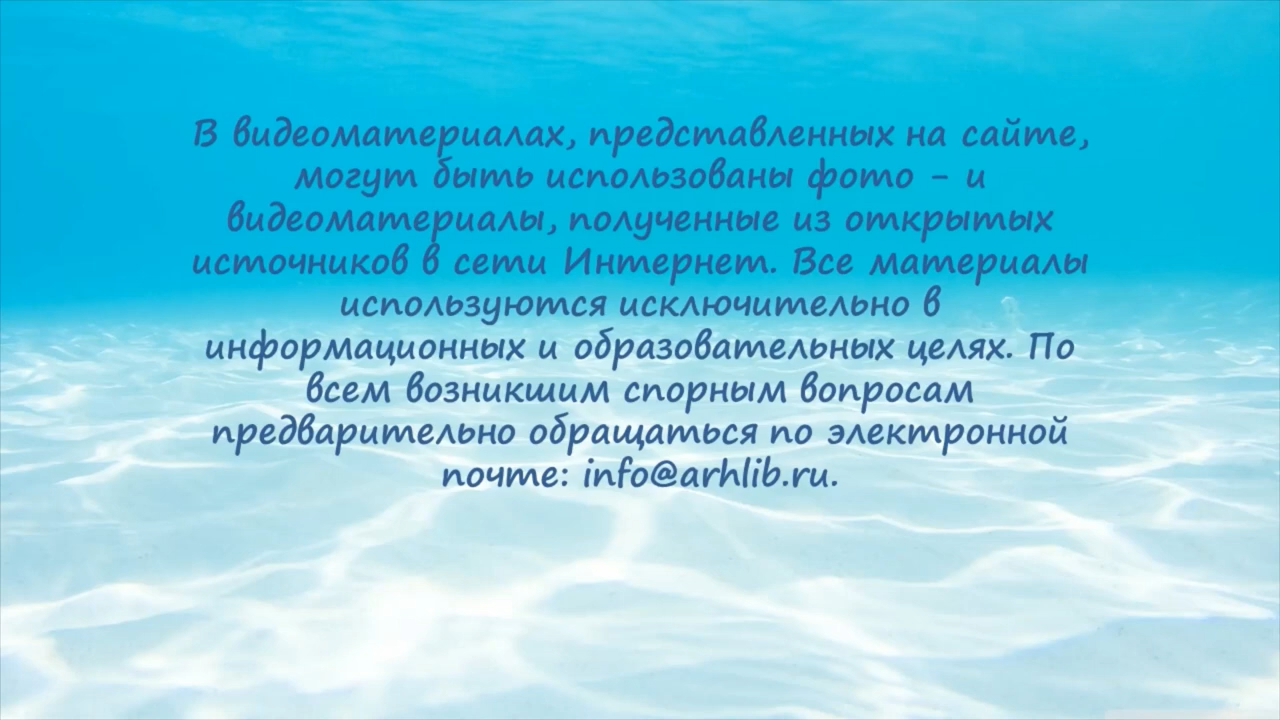 В видеоматериалах, представленных на сайте,
могут быть использованы фото - и
видеоматериалы, полученные из открытых
источников в сети Интернет. Все материалы
используются исключительно в
информационных и образовательных целях. По
всем возникшим спорным вопросам
предварительно обращаться по электронной
почте: info@arhlib.ru.